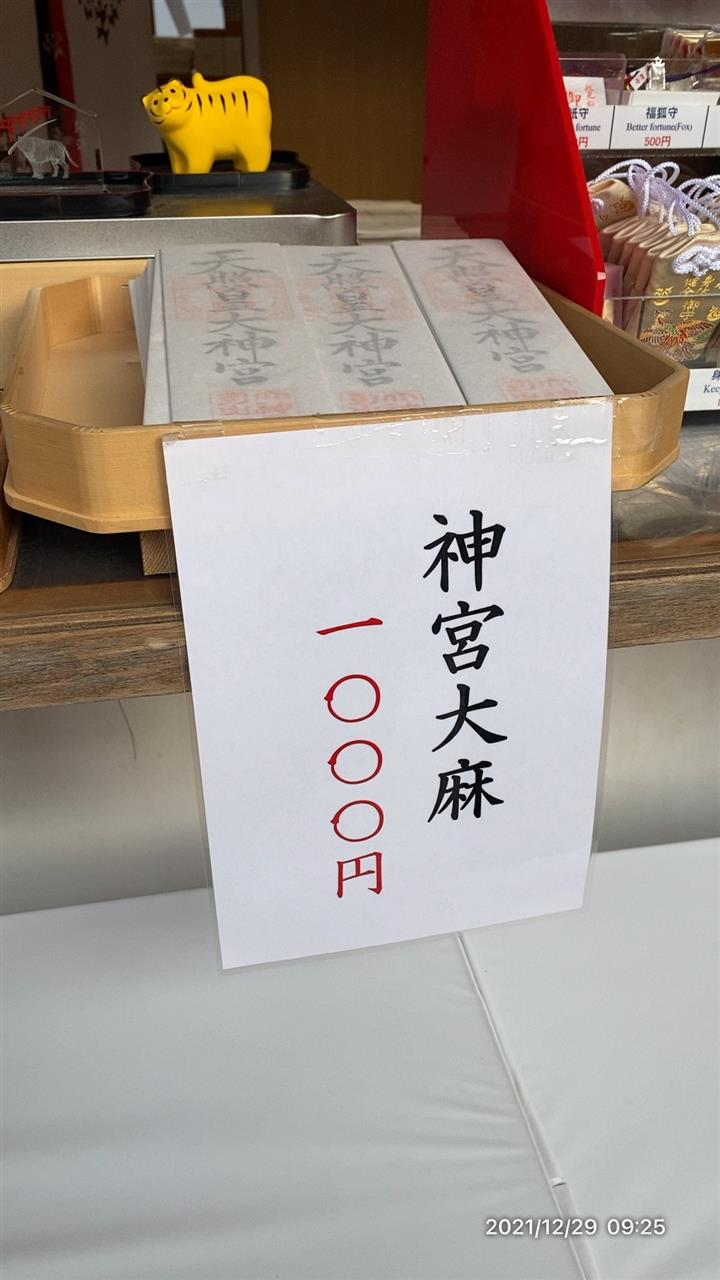 天照皇大神宮
天照皇大神宮
天照皇大神宮
神宮大麻
一〇〇〇円
福狐守
Better fortune(Fox)
500円
fortune
円
2021/12/29 09:25